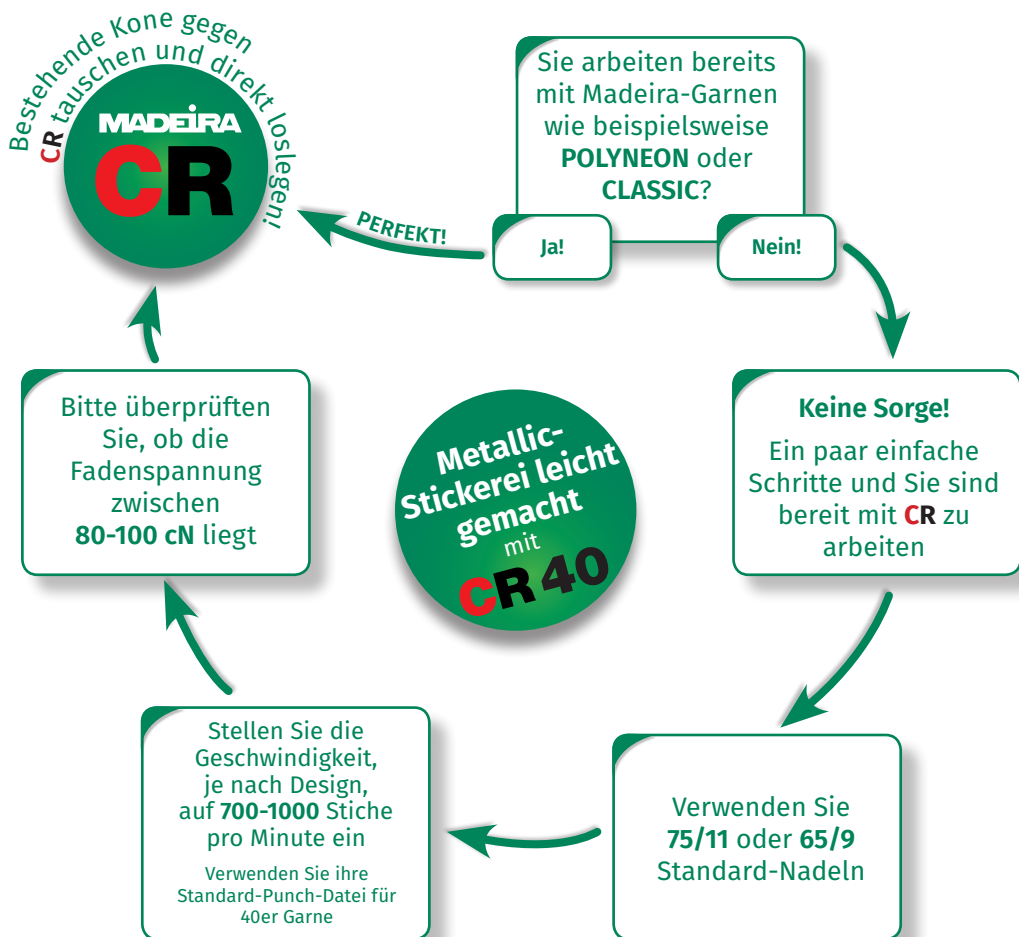 Bestehende Kone gegen
CR tauschen und direkt loslegen!
MADEIRA
CR
Sie arbeiten bereits
mit Madeira-Garnen
wie beispielsweise
POLYNEON oder
CLASSIC?
Ja!
Nein!
PERFEKT!
Keine Sorge!
Ein paar einfache
Schritte und Sie sind
bereit mit CR zu
arbeiten
Verwenden Sie
75/11 oder 65/9
Standard-Nadeln
Stellen Sie die
Geschwindigkeit,
je nach Design,
auf 700-1000 Stiche
pro Minute ein
Verwenden Sie ihre
Standard-Punch-Datei für
40er Garne
Bitte überprüften
Sie, ob die
Fadenspannung
zwischen
80-100 cN liegt
Metallic-
Stickerei leicht
gemacht
mit
CR 40